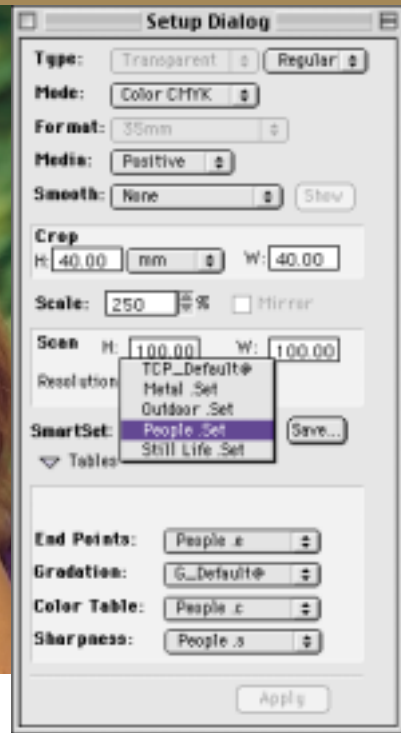 Setup Dialog
Type: Transparent Regular
Mode: Color CMYK
Format: 35mm
Media: Positive
Smooth: None Show
Crop
H: 40.00 mm W: 40.00
Scale: 250 % Mirror
Scan H: 100.00 W: 100.00
TCP_Default@
Resolution
Metal .Set
Outdoor .Set
SmartSet: People .Set Save...
Still Life .Set
Tables
End Points: People .e
Gradation: G_Default@
Color Table: People .c
Sharpness: People .s
Apply